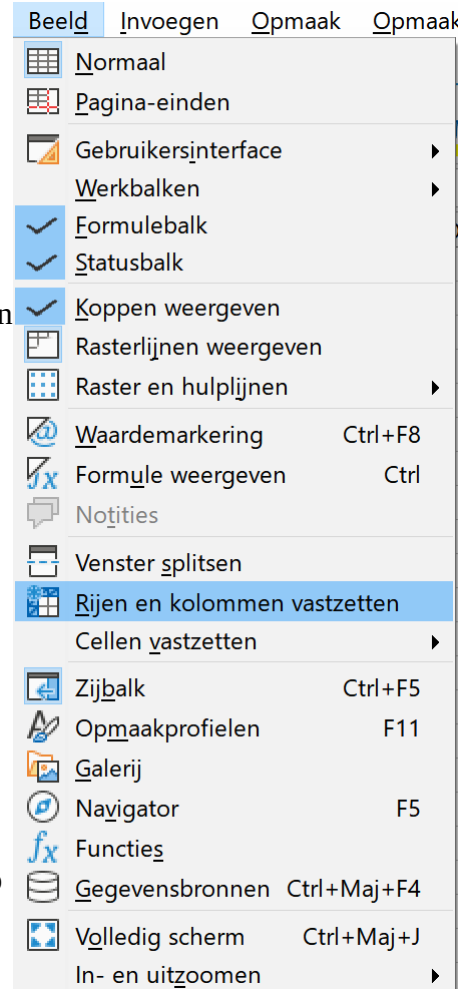 Beeld Invoegen Opmaak Opmaak
Normaal
Pagina-einden
Gebruikersinterface
Werkbalken
Formulebalk
Statusbalk
Koppen weergeven
Rasterlijnen weergeven
Raster en hulplijnen
Waardemarkering Ctrl+F8
Formule weergeven Ctrl
Notities
Venster splitsen
Rijen en kolommen vastzetten
Cellen vastzetten
Zijbalk Ctrl+F5
Opmaakprofielen F11
Galerij
Navigator F5
Functies
Gegevensbronnen Ctrl+Maj+F4
Volledig scherm Ctrl+Maj+J
In- en uitzoomen